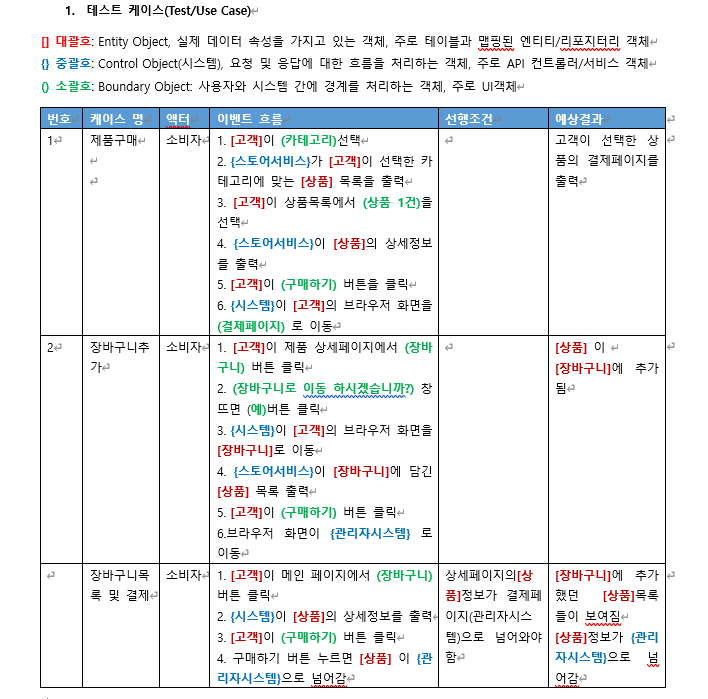 1. 테스트 케이스(Test/Use Case)
[] 대괄호: Entity Object, 실제 데이터 속성을 가지고 있는 객체, 주로 테이블과 맵핑된 엔티티/리포지터리 객체
{} 중괄호: Control Object(시스템), 요청 및 응답에 대한 흐름을 처리하는 객체, 주로 API 컨트롤러/서비스 객체
() 소괄호: Boundary Object: 사용자와 시스템 간에 경계를 처리하는 객체, 주로 UI객체
번호 케이스 명 액터 이벤트 흐름 선행조건 예상결과
1
제품구매
소비자
1. [고객]이 (카테고리)선택
2. {스토어서비스}가 [고객]이 선택한 카
테고리에 맞는 [상품] 목록을 출력
3. [고객]이 상품목록에서 (상품 1건)을
선택
4. {스토어서비스}이 [상품]의 상세정보
를 출력
5. [고객]이 (구매하기) 버튼을 클릭
6. {시스템}이 [고객]의 브라우저 화면을
(결제페이지) 로 이동
고객이 선택한 상
품의 결제페이지를
출력
2
장바구니추
가
소비자
1. [고객]이 제품 상세페이지에서 (장바
구니) 버튼 클릭
2. (장바구니로 이동 하시겠습니까?) 창
뜨면 (예)버튼 클릭
3. {시스템}이 [고객]의 브라우저 화면을
[장바구니]로 이동
4. {스토어서비스}이 [장바구니]에 담긴
[상품] 목록 출력
5. [고객]이 (구매하기) 버튼 클릭
6.브라우저 화면이 {관리자시스템} 로
이동
[상품] 이
[장바구니]에 추가
됨
장바구니목
록 및 결제
소비자
1. [고객]이 메인 페이지에서 (장바구니)
버튼 클릭
2. {시스템}이 [상품]의 상세정보를 출력
3. [고객]이 (구매하기) 버튼 클릭
4. 구매하기 버튼 누르면 [상품] 이 {관
리자시스템}으로 넘어감
상세페이지의[상
품]정보가 결제페
이지(관리자시스
템)으로 넘어와야
함
[장바구니]에 추가
했던 [상품]목록
들이 보여짐
[상품]정보가 {관리
자시스템}으로 넘
어감